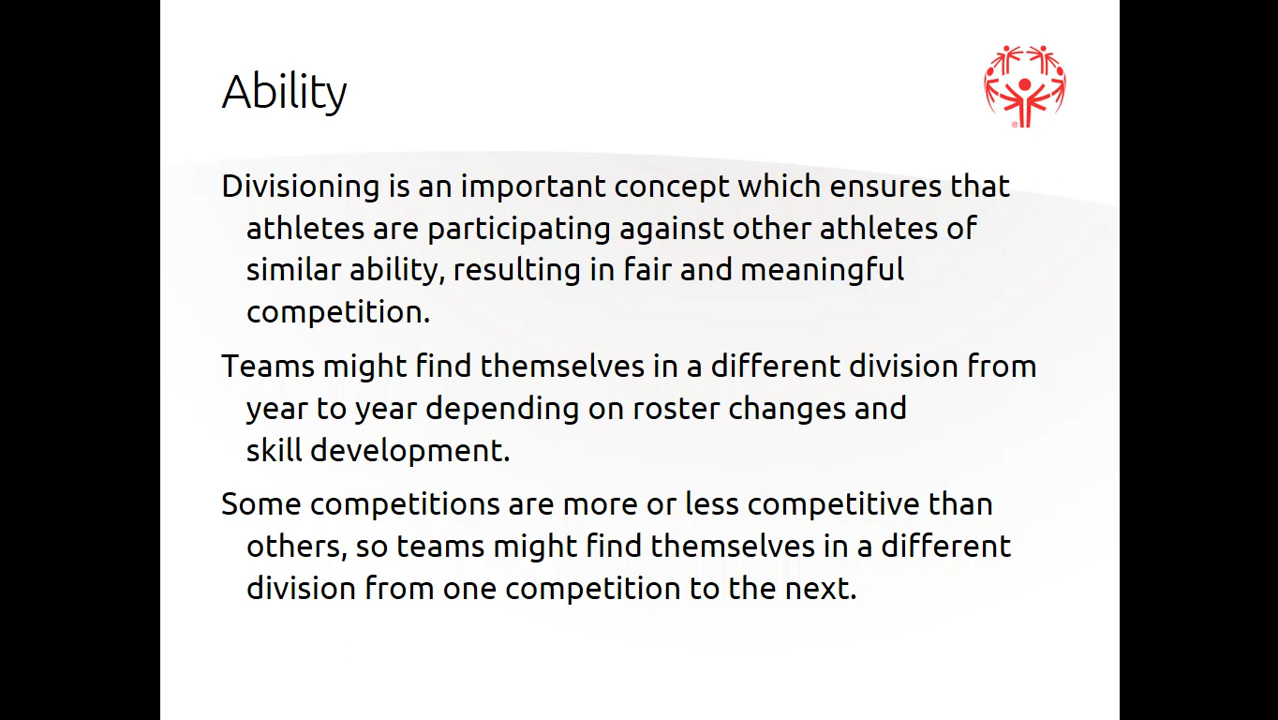 Ability
Divisioning is an important concept which ensures that
athletes are participating against other athletes of
similar ability, resulting in fair and meaningful
competition.
Teams might find themselves in a different division from
year to year depending on roster changes and
skill development.
Some competitions are more or less competitive than
others, so teams might find themselves in a different
division from one competition to the next.
®